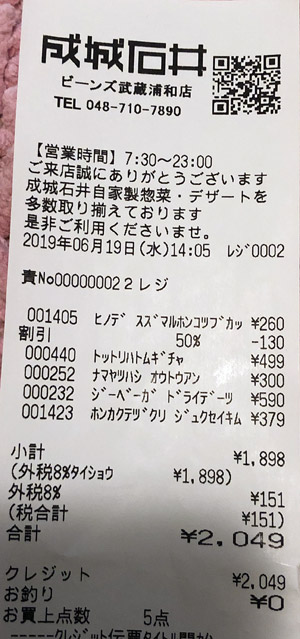 成城石井
ビーンズ武蔵浦和店
TEL 048-710-7890
【営業時間】7:30~23:00
ご来店誠にありがとうございます
成城石井自家製惣菜・デザートを
多数取り揃えております
是非ご利用くださいませ。
2019年06月19日(水)14:05 レジ0002
責No000000022レジ
001405 ヒノデ スズマルホンコツブカッ ¥260
割引 50% -130
000440 トットリハトムギチャ ¥499
000252 ナマヤツハシ オウトウアン ¥300
000232 ジーベーガ ドライデーツ ¥590
001423 ホンカクテヅクリ ジュクセイキム ¥379
小計 ¥1,898
(外税8%タイショウ ¥1,898)
外税8% ¥151
(税合計 ¥151)
合計 ¥2,049
クレジット ¥2,049
お釣り ¥0
お買上点数 5点